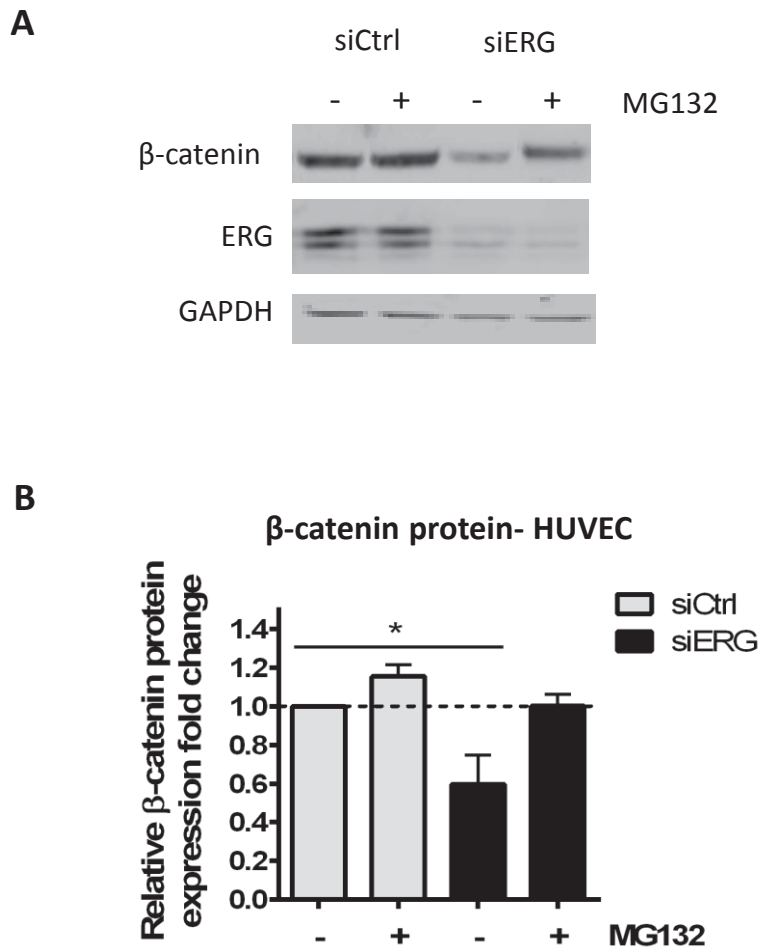 A
siCtrl siERG
- + - + MG132
β-catenin
ERG
GAPDH
B
β-catenin protein- HUVEC
Relative β-catenin protein
expression fold change
1.4
1.2
1.0
0.8
0.6
0.4
0.2
0.0
*
siCtrl
siERG
- + - + MG132